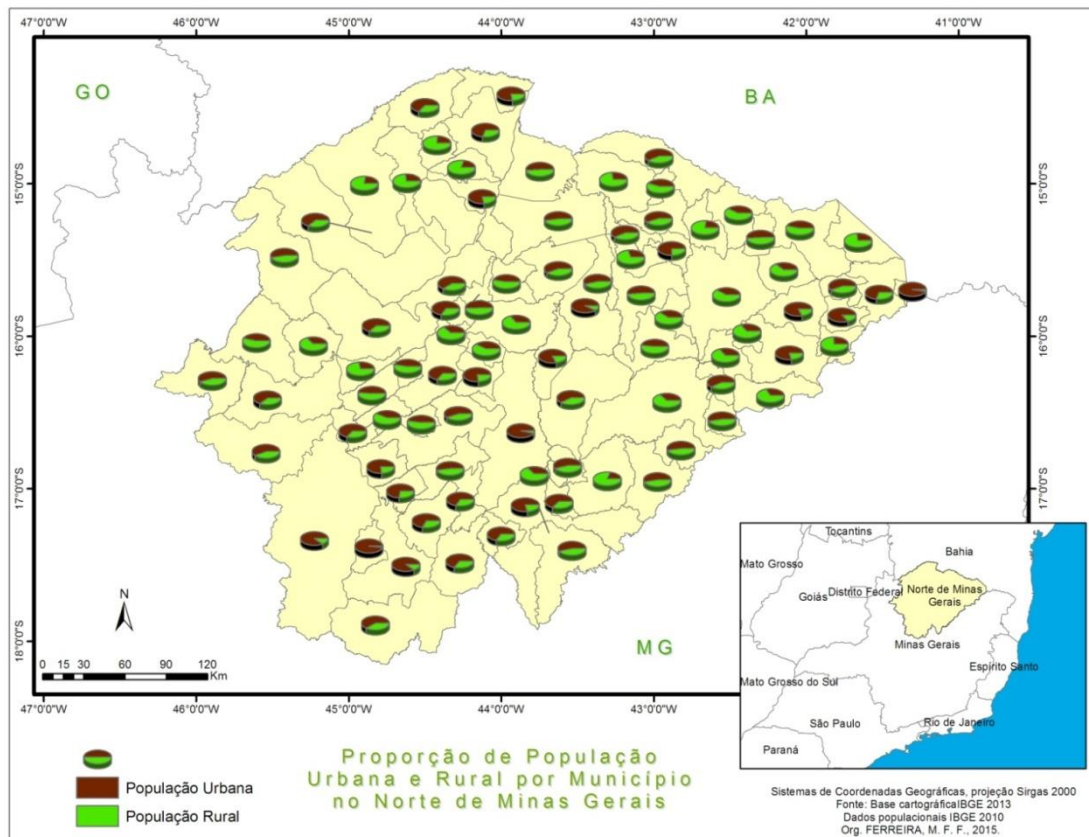 47°0'0"W 46°0'0"W 45°0'0"W 44°0'0"W 43°0'0"W 42°0'0"W 41°0'0"W
GO
BA
15°0'0"S 15°0'0"S
16°0'0"S 16°0'0"S
17°0'0"S 17°0'0"S
18°0'0"S
N
0 15 30 60 90 120
Km
MG
47°0'0"W 46°0'0"W 45°0'0"W 44°0'0"W 43°0'0"W
Tocantins
Bahia
Mato Grosso
Distrito Federal
Goiás
Norte de Minas
Gerais
Minas Gerais
Espírito Santo
Mato Grosso do Sul
São Paulo
Rio de Janeiro
Paraná
População Urbana
População Rural
Proporção de População
Urbana e Rural por Município
no Norte de Minas Gerais
Sistemas de Coordenadas Geográficas, projeção Sirgas 2000
Fonte: Base cartográficaIBGE 2013
Dados populacionais IBGE 2010
Org. FERREIRA, M. F. F., 2015.